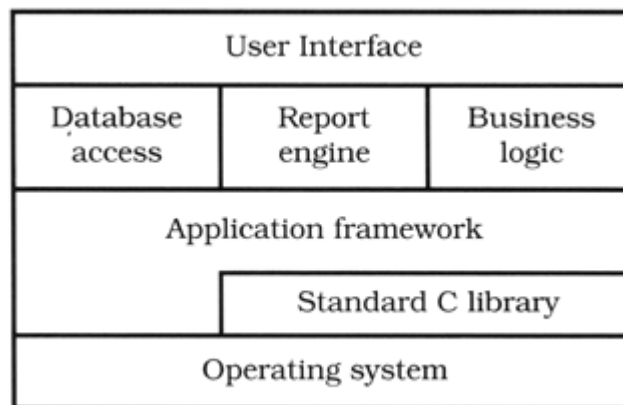 User Interface
Database
access
Report
engine
Business
logic
Application framework
Standard C library
Operating system